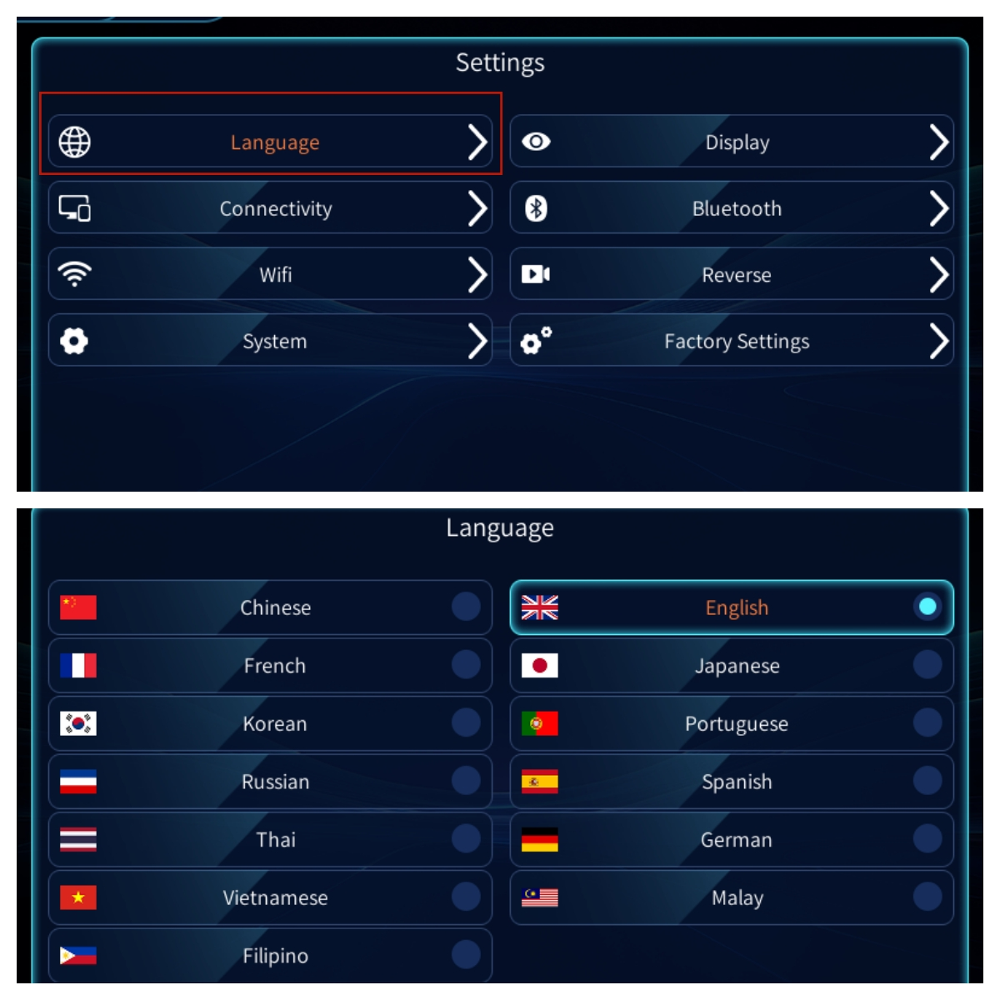 Settings
Language
Display
Connectivity
Bluetooth
Wifi
Reverse
System
Factory Settings
Language
Chinese
English
French
Japanese
Korean
Portuguese
Russian
Spanish
Thai
German
Vietnamese
Malay
Filipino